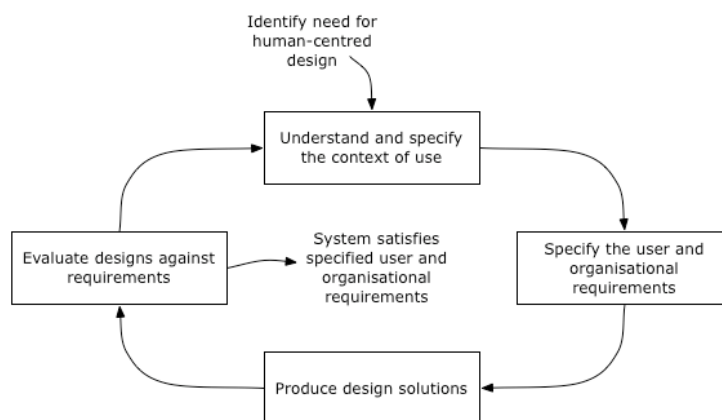 Identify need for
human-centred
design
Understand and specify
the context of use
Evaluate designs against
requirements
System satisfies
specified user and
organisational
requirements
Specify the user and
organisational
requirements
Produce design solutions